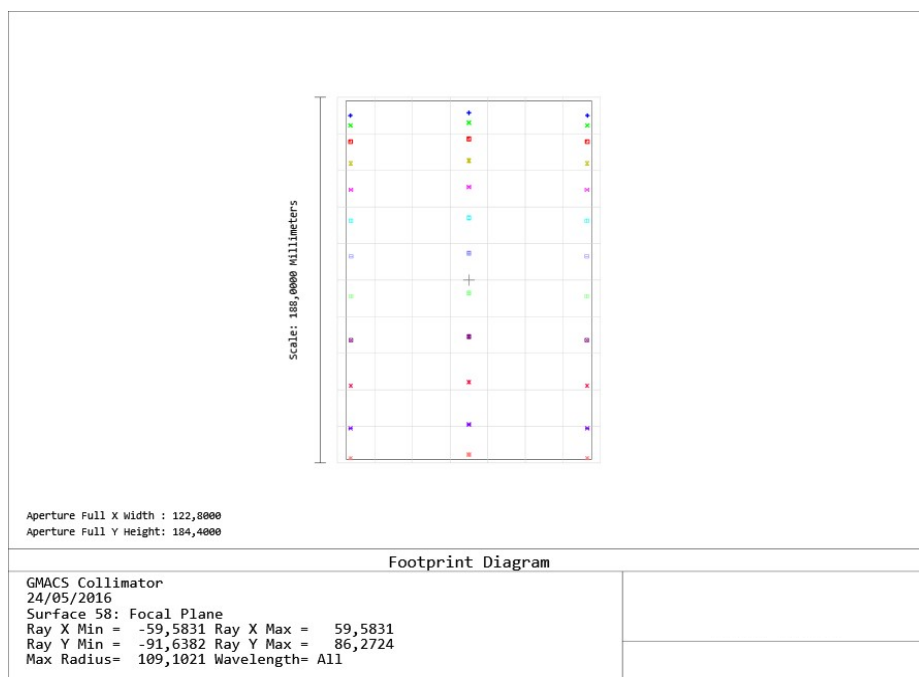 Scale: 188,0000 Millimeters
Aperture Full X Width : 122,8000
Aperture Full Y Height: 184,4000
Footprint Diagram
GMACS Collimator
24/05/2016
Surface 58: Focal Plane
Ray X Min =  -59,5831 Ray X Max =   59,5831
Ray Y Min =  -91,6382 Ray Y Max =   86,2724
Max Radius=  109,1021 Wavelength= All